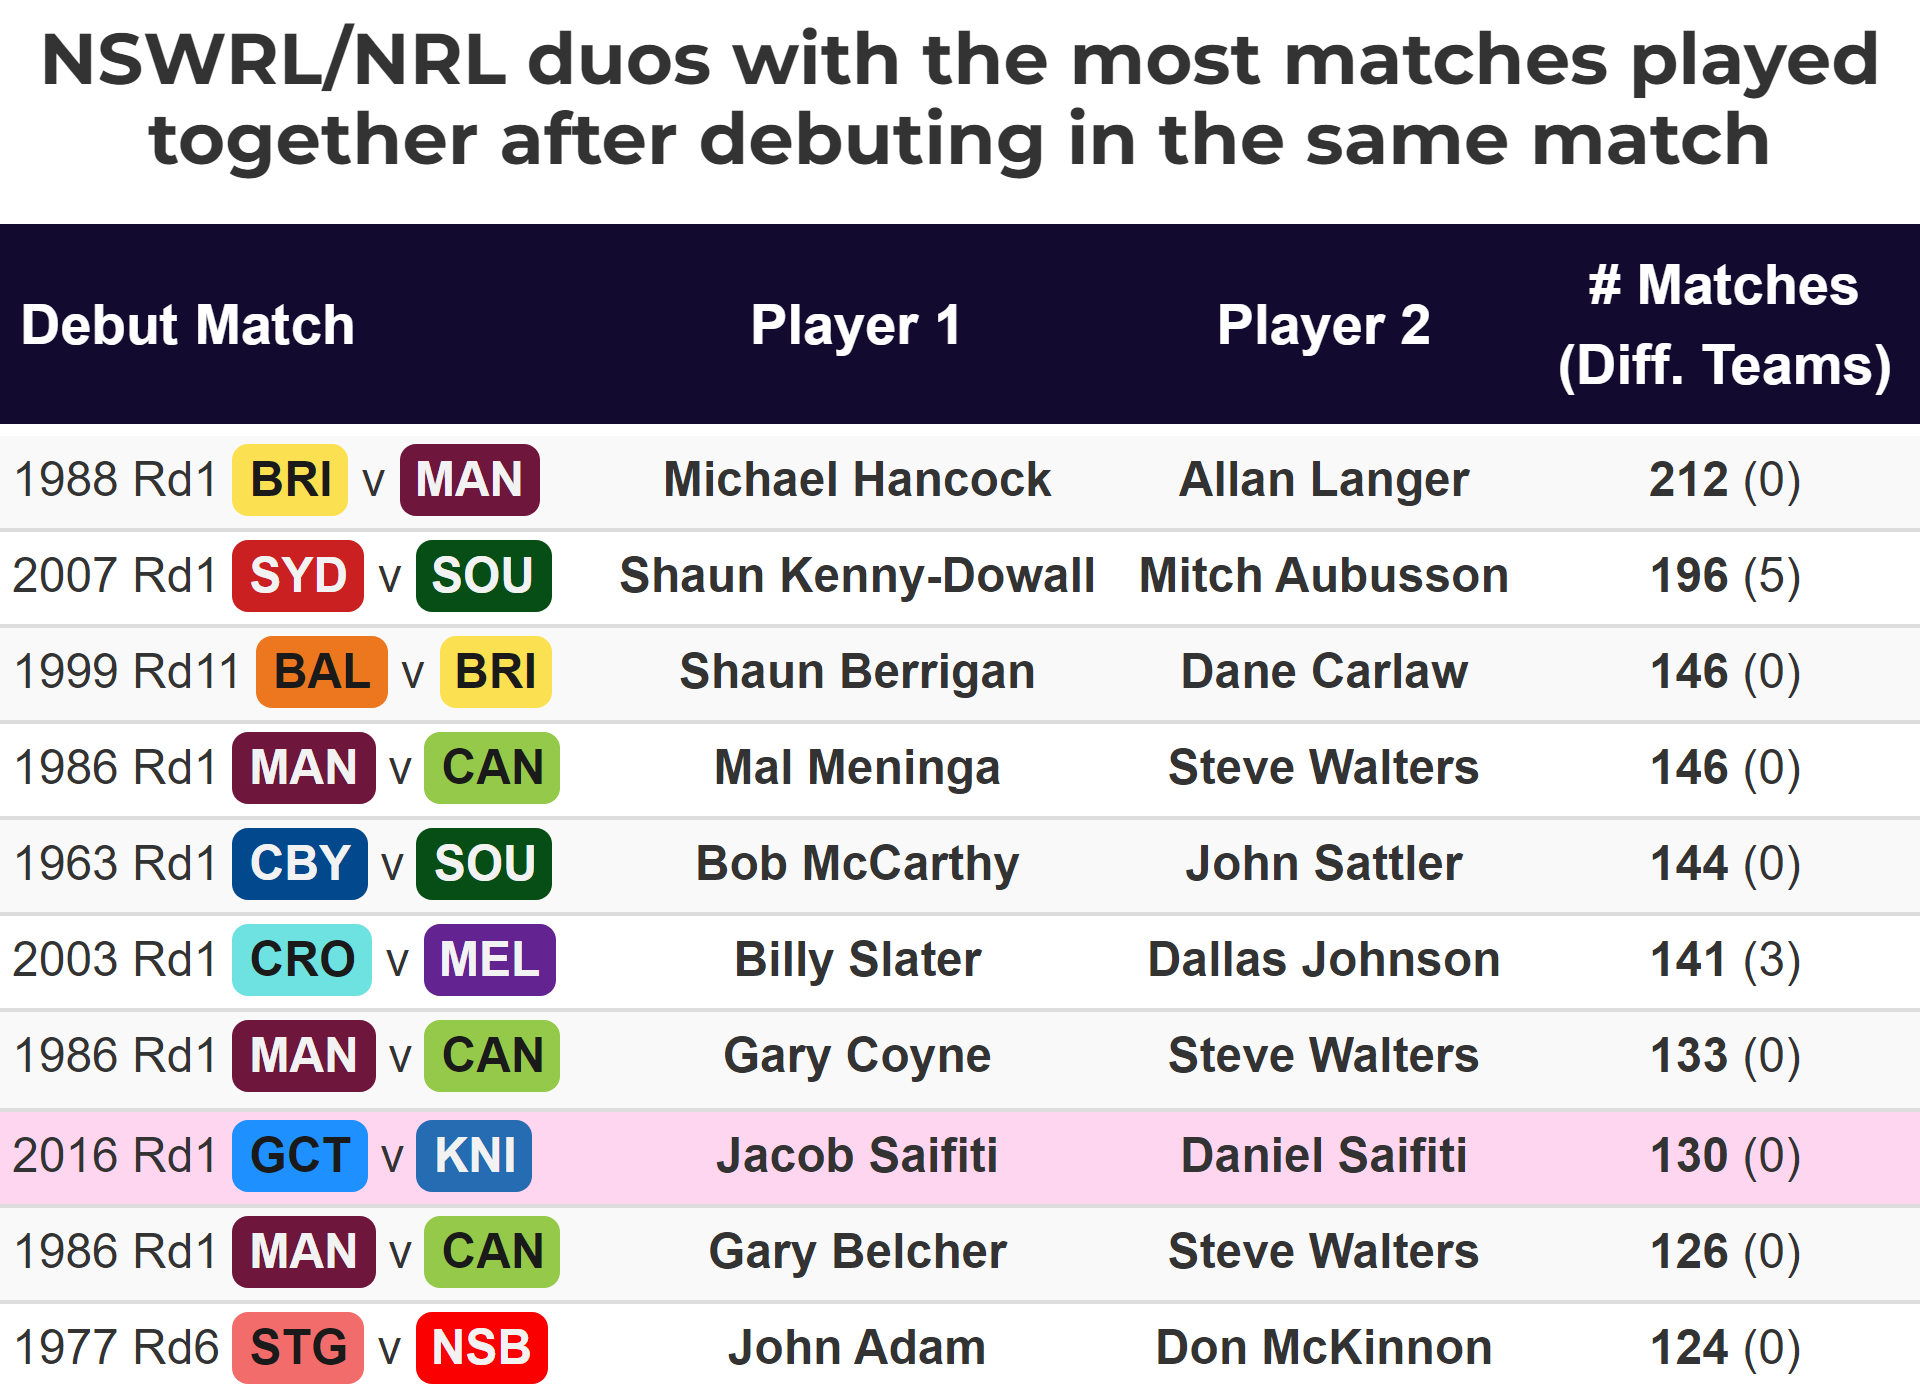 NSWRL/NRL duos with the most matches played
together after debuting in the same match
Debut Match Player 1 Player 2 # Matches
(Diff. Teams)
1988 Rd1 BRI v MAN Michael Hancock Allan Langer 212 (0)
2007 Rd1 SYD v SOU Shaun Kenny-Dowall Mitch Aubusson 196 (5)
1999 Rd11 BAL v BRI Shaun Berrigan Dane Carlaw 146 (0)
1986 Rd1 MAN v CAN Mal Meninga Steve Walters 146 (0)
1963 Rd1 CBY v SOU Bob McCarthy John Sattler 144 (0)
2003 Rd1 CRO v MEL Billy Slater Dallas Johnson 141 (3)
1986 Rd1 MAN v CAN Gary Coyne Steve Walters 133 (0)
2016 Rd1 GCT v KNI Jacob Saifiti Daniel Saifiti 130 (0)
1986 Rd1 MAN v CAN Gary Belcher Steve Walters 126 (0)
1977 Rd6 STG v NSB John Adam Don McKinnon 124 (0)